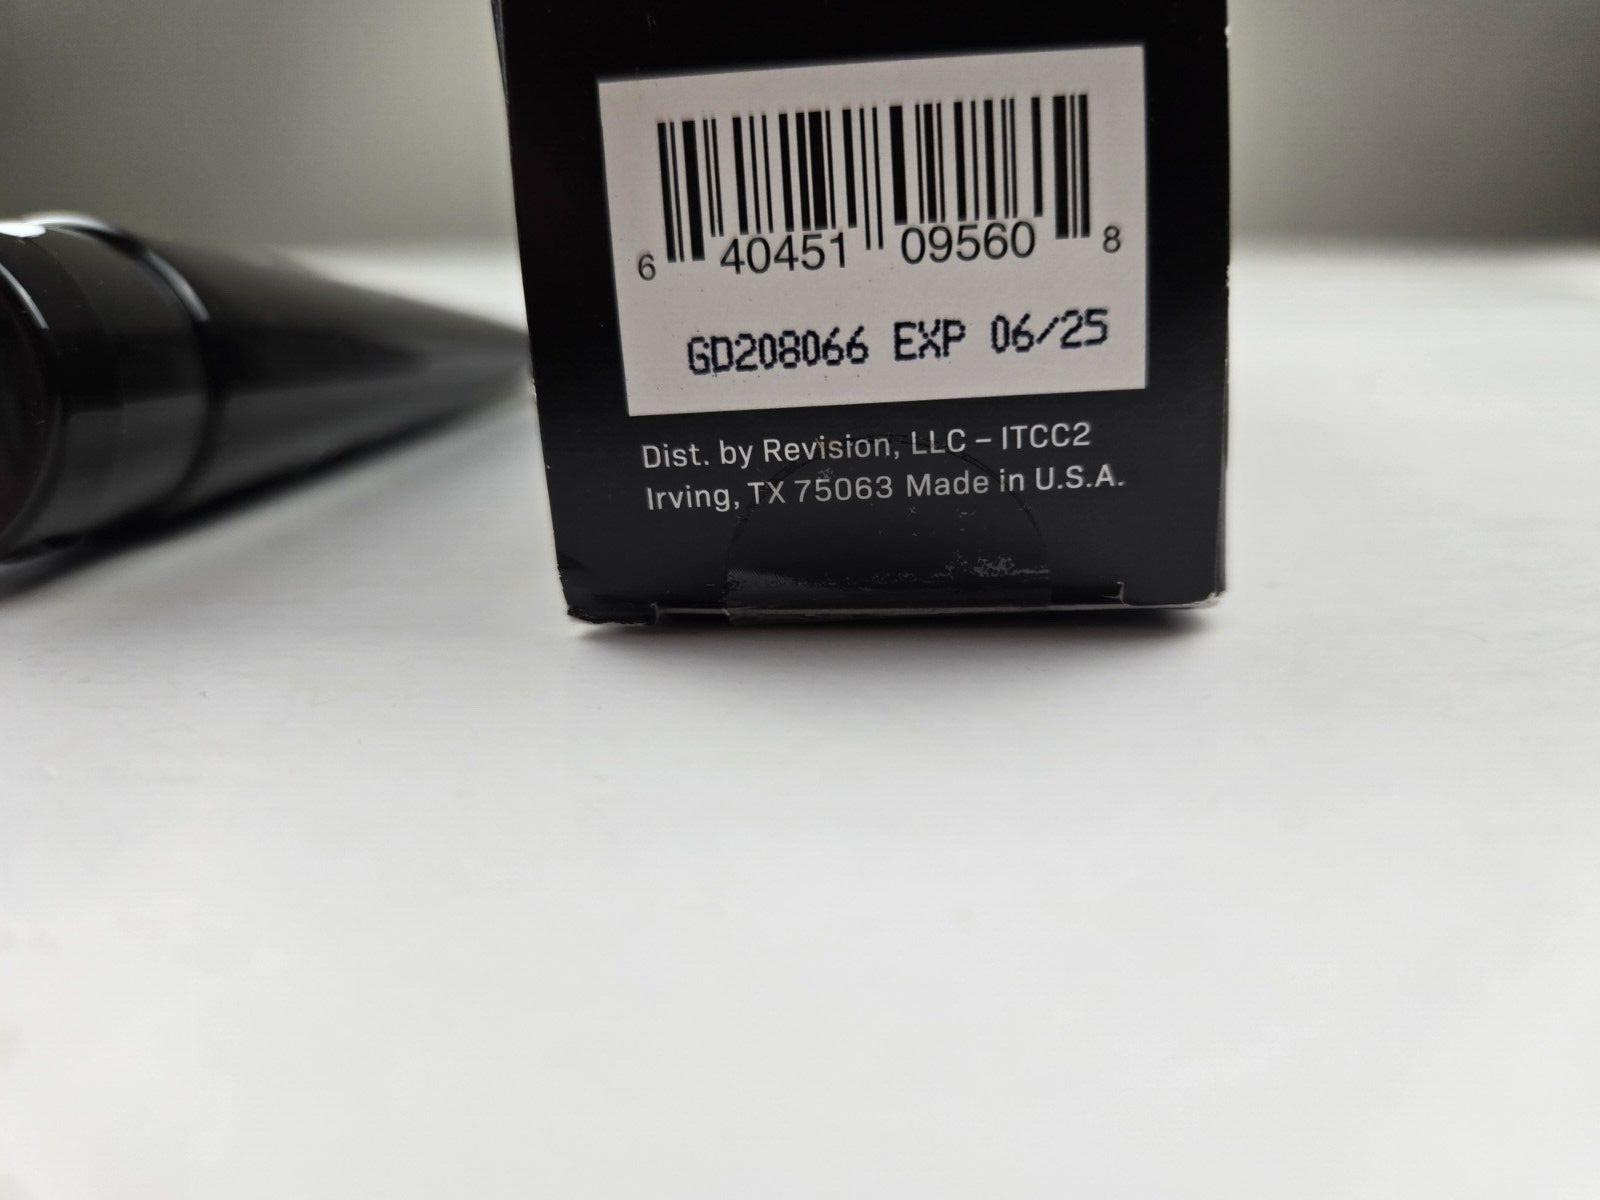 6 40451 09560 8
GD208066 EXP 06/25
Dist. by Revision, LLC – ITCC2
Irving, TX 75063 Made in U.S.A.